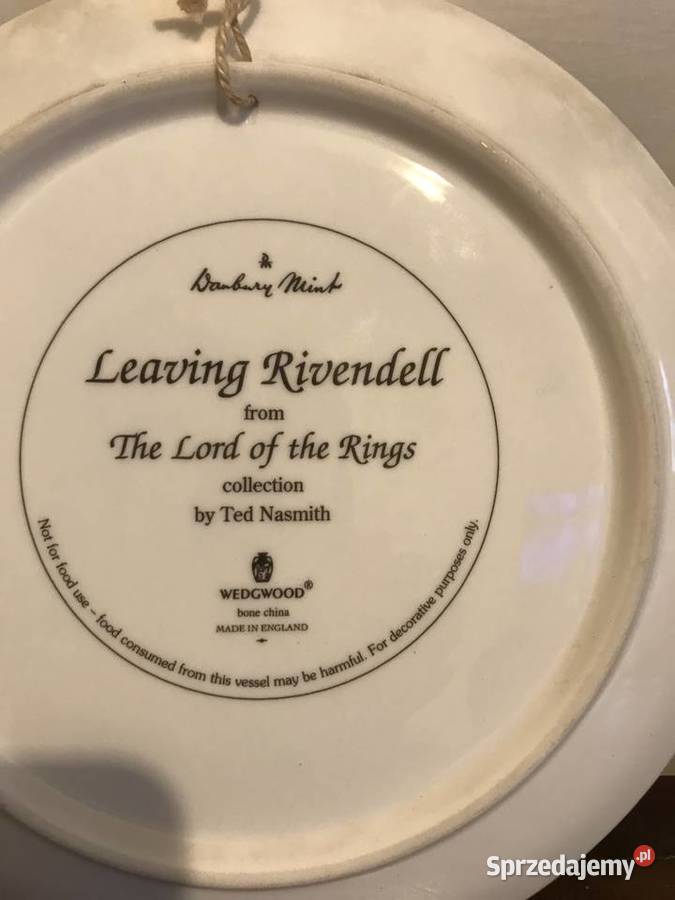 Danbury Mint
Leaving Rivendell
from
The Lord of the Rings
collection
by Ted Nasmith
WEDGWOOD®
bone china
MADE IN ENGLAND
Not for food use – food consumed from this vessel may be harmful. For decorative purposes only.
Sprzedajemy.pl